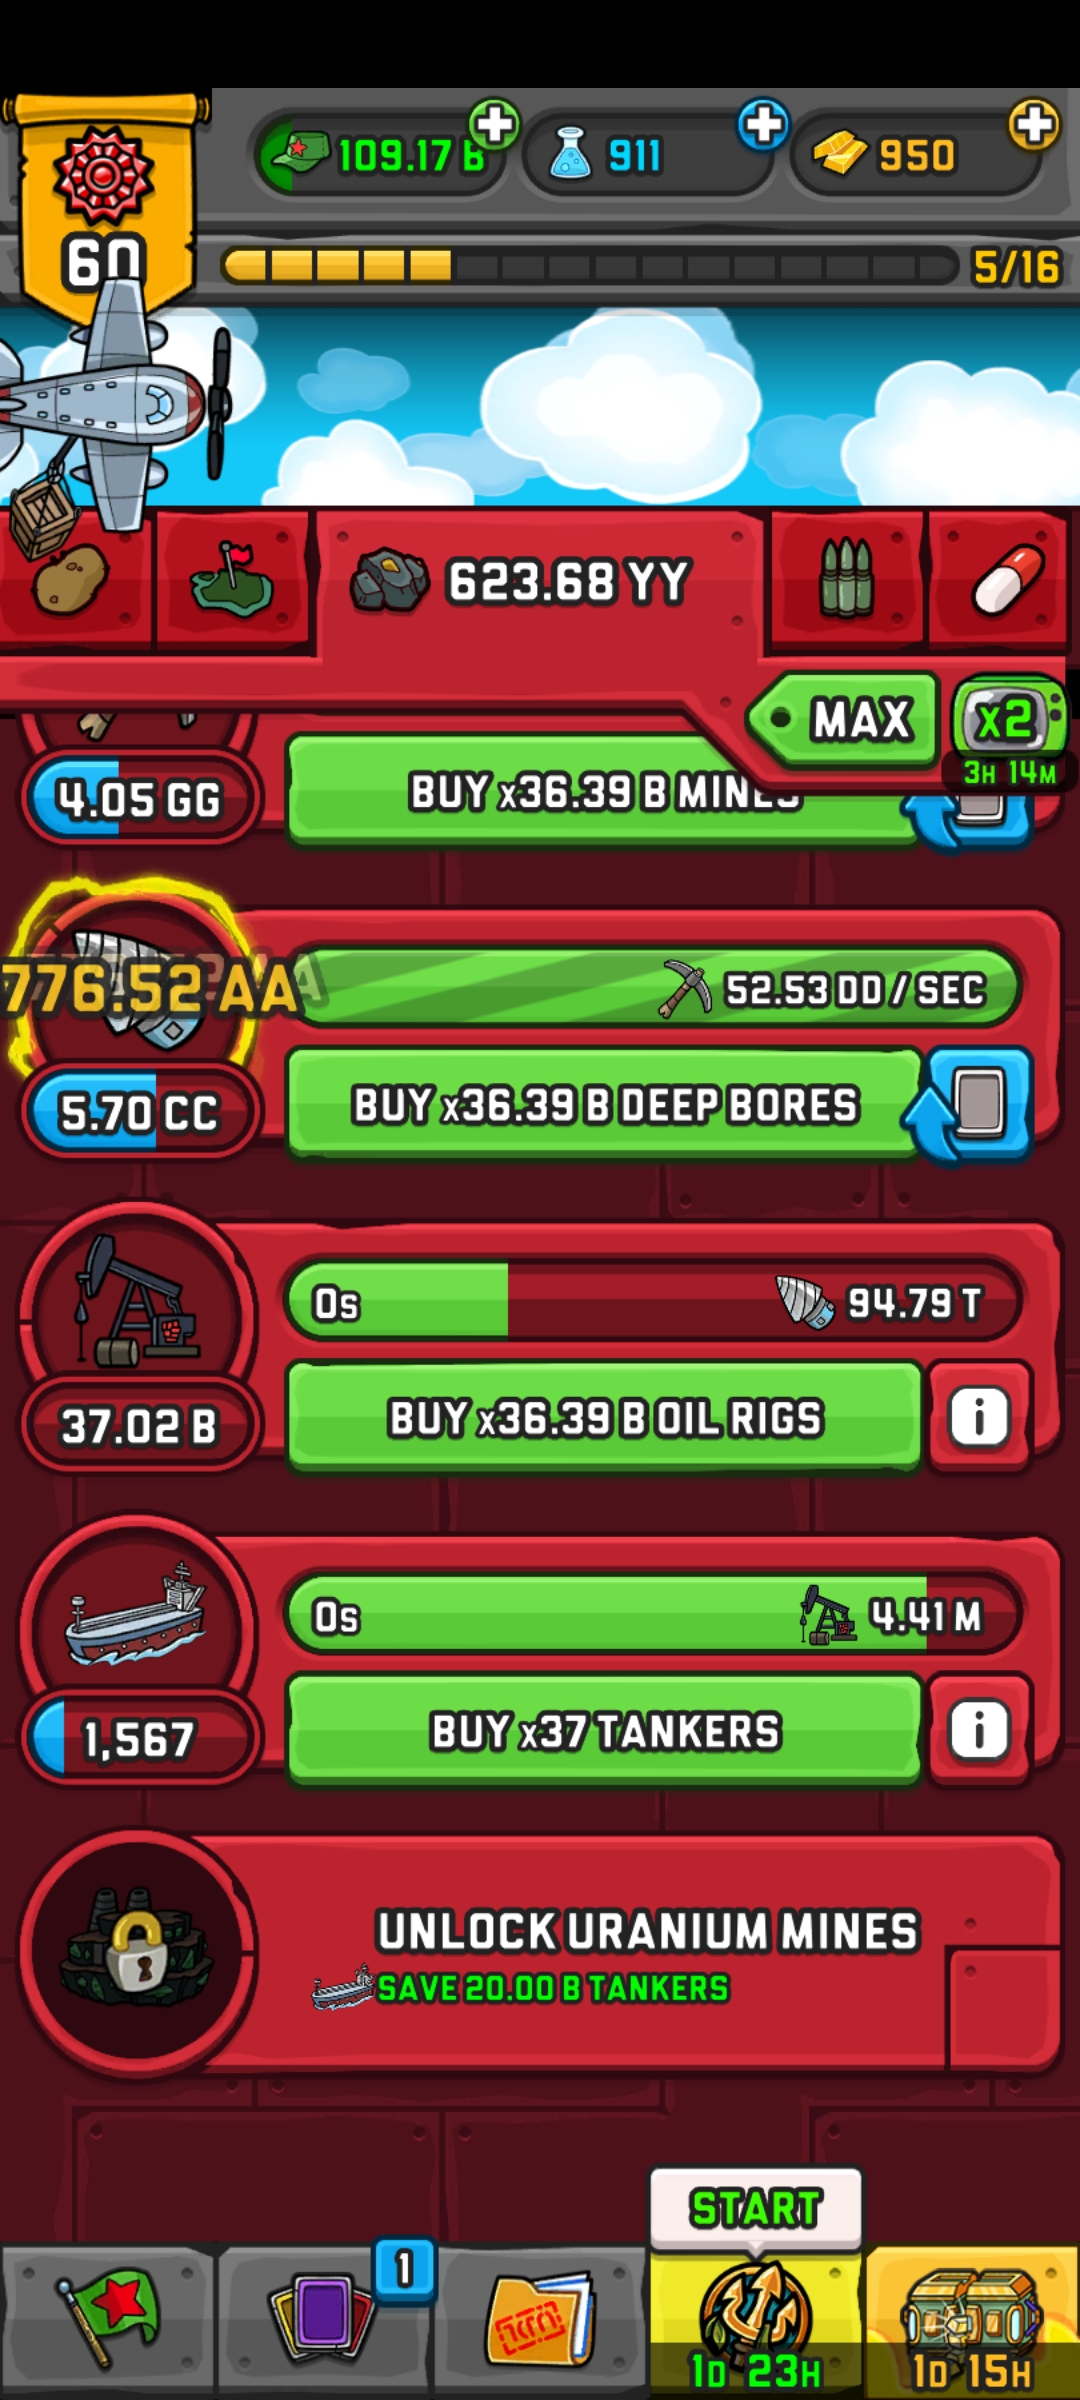 109.17 B
911
950
60
5/16
623.68 YY
MAX
x2
3H 14M
4.05 GG
BUY x36.39 B MINES
776.52 AA
52.53 DD / SEC
5.70 CC
BUY x36.39 B DEEP BORES
0s
94.79 T
37.02 B
BUY x36.39 B OIL RIGS
i
0s
4.41 M
1,567
BUY x37 TANKERS
i
UNLOCK URANIUM MINES
SAVE 20.00 B TANKERS
START
1
1D 23H
1D 15H